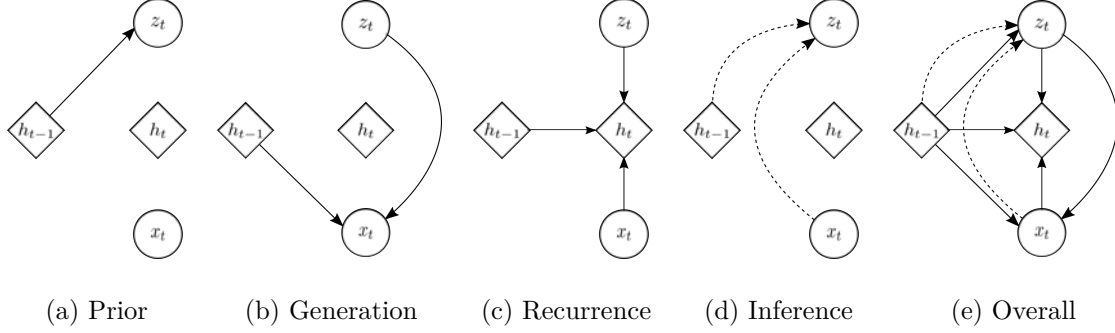 z_t
h_{t-1} h_t
x_t
(a) Prior
z_t
h_{t-1} h_t
x_t
(b) Generation
z_t
h_{t-1} h_t
x_t
(c) Recurrence
z_t
h_{t-1} h_t
x_t
(d) Inference
z_t
h_{t-1} h_t
x_t
(e) Overall